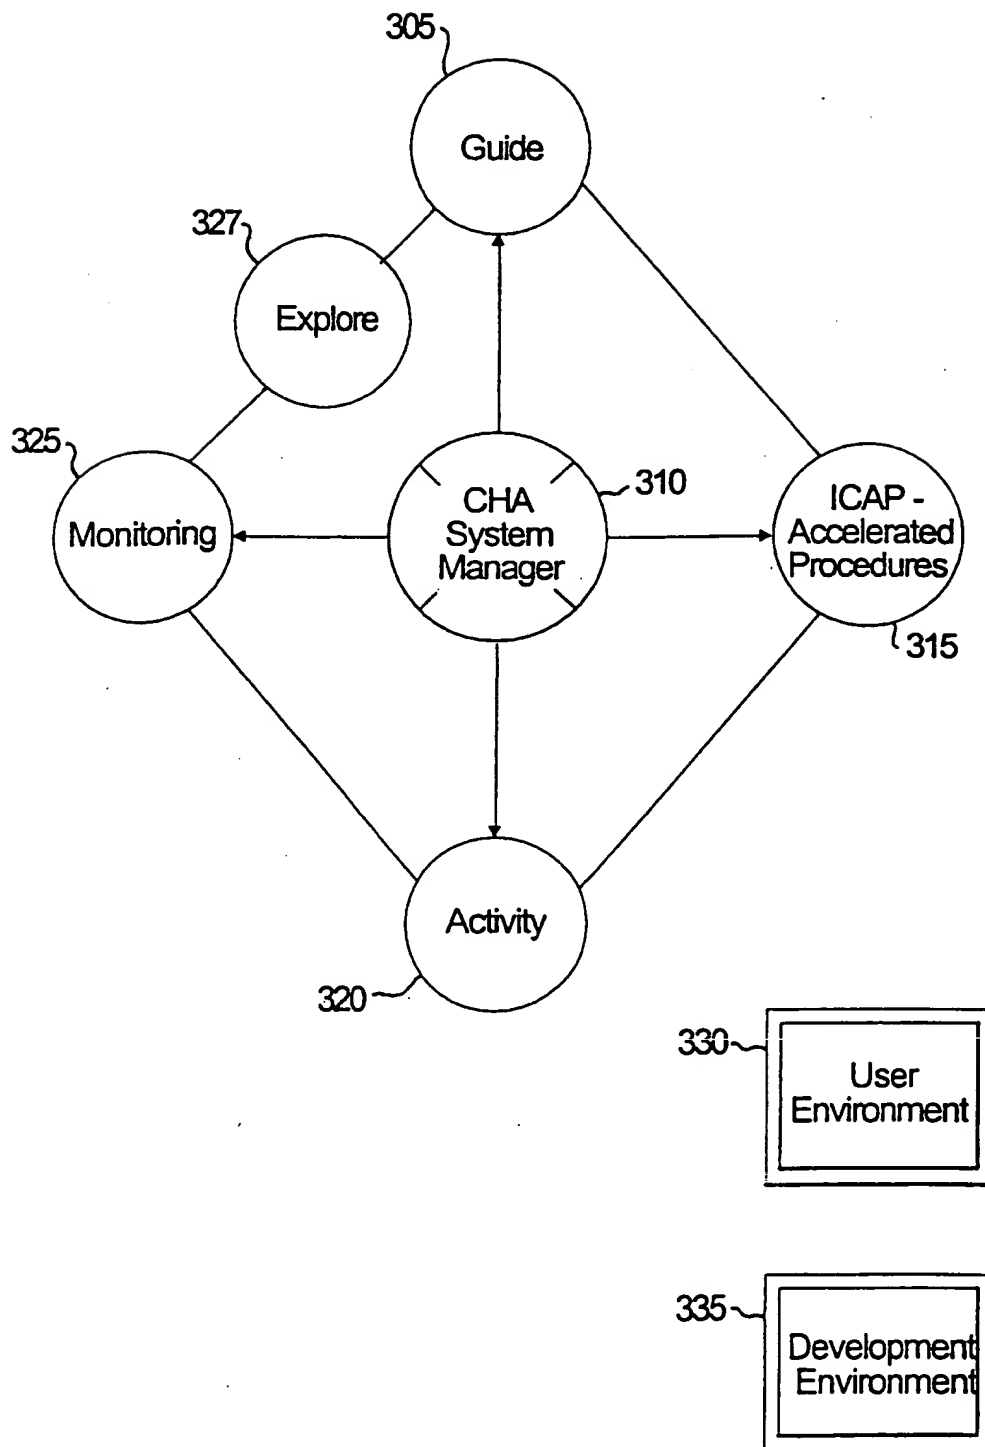 305
Guide
327
Explore
325
Monitoring
CHA
System
Manager
310
ICAP -
Accelerated
Procedures
315
Activity
320
330
User
Environment
335
Development
Environment